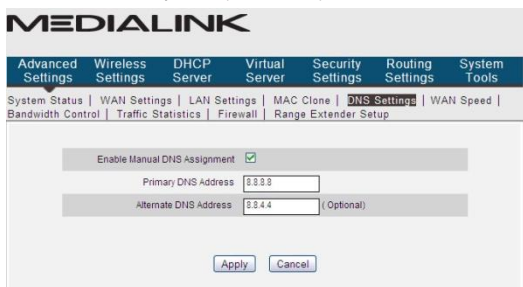 MEDIALINK
Advanced Settings Wireless Settings DHCP Server Virtual Server Security Settings Routing Settings System Tools
System Status | WAN Settings | LAN Settings | MAC Clone | DNS Settings | WAN Speed |
Bandwidth Control | Traffic Statistics | Firewall | Range Extender Setup
Enable Manual DNS Assignment
Primary DNS Address 8.8.8.8
Alternate DNS Address 8.8.4.4 ( Optional)
Apply Cancel